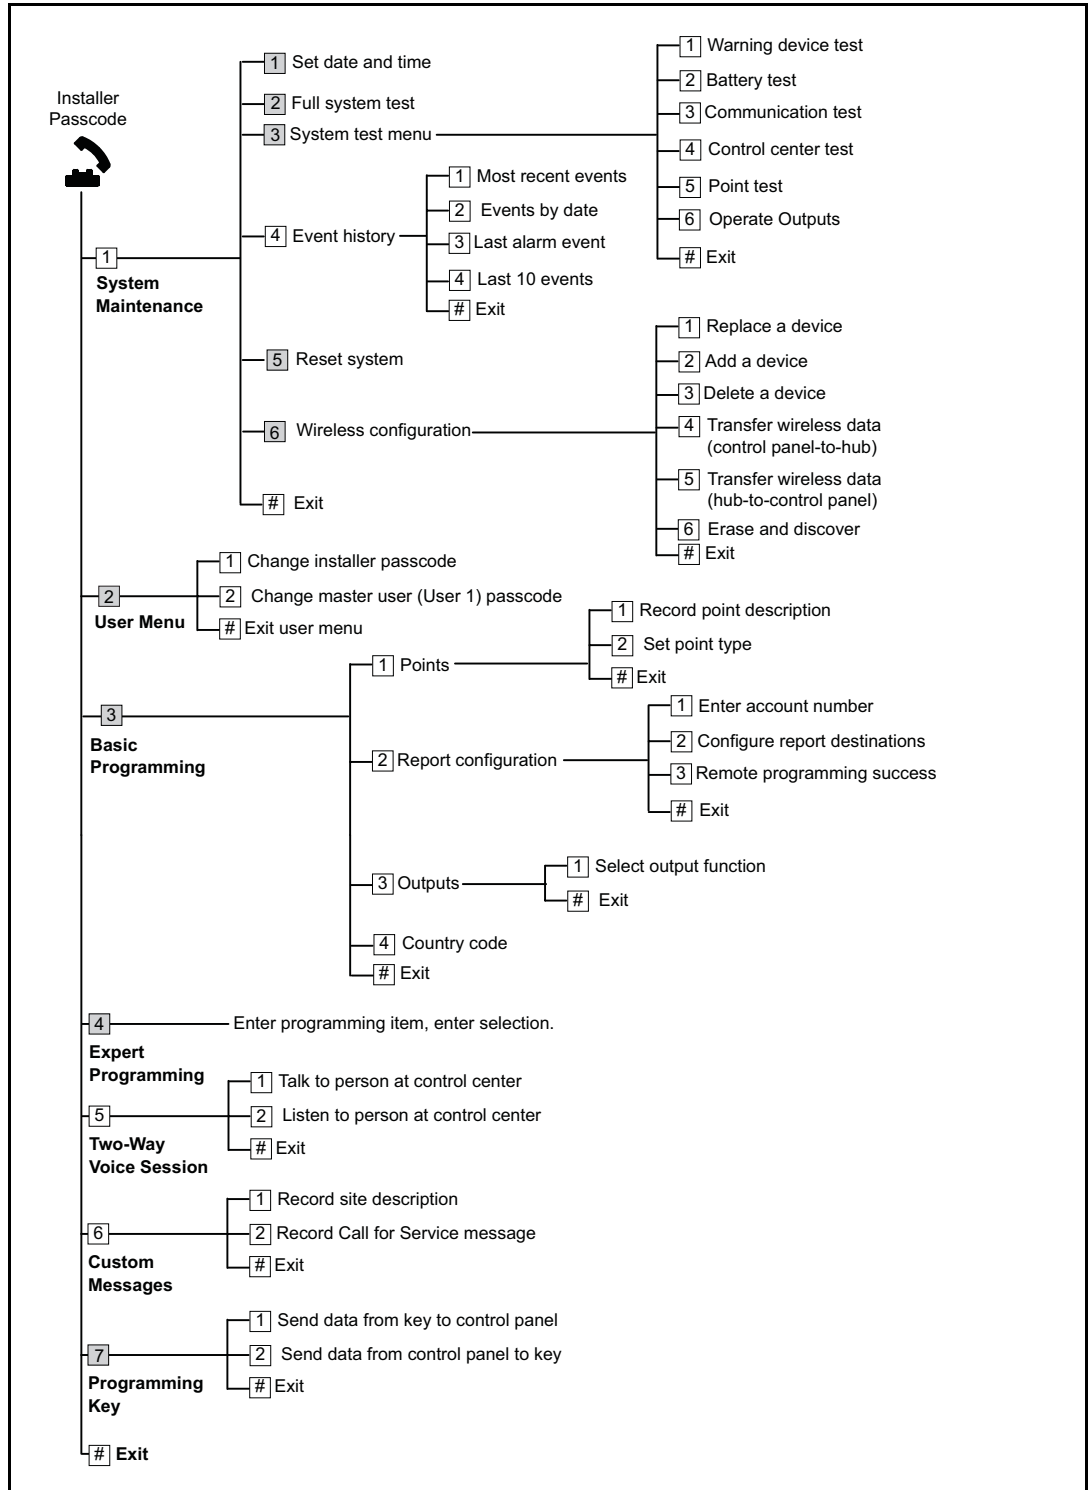 Installer
Passcode
1 System
Maintenance
1 Set date and time
2 Full system test
3 System test menu
1 Warning device test
2 Battery test
3 Communication test
4 Control center test
5 Point test
6 Operate Outputs
# Exit
4 Event history
1 Most recent events
2 Events by date
3 Last alarm event
4 Last 10 events
# Exit
5 Reset system
6 Wireless configuration
1 Replace a device
2 Add a device
3 Delete a device
4 Transfer wireless data
(control panel-to-hub)
5 Transfer wireless data
(hub-to-control panel)
6 Erase and discover
# Exit
# Exit
2 User Menu
1 Change installer passcode
2 Change master user (User 1) passcode
# Exit user menu
3 Basic
Programming
1 Points
1 Record point description
2 Set point type
# Exit
2 Report configuration
1 Enter account number
2 Configure report destinations
3 Remote programming success
# Exit
3 Outputs
1 Select output function
# Exit
4 Country code
# Exit
4 Expert
Programming
Enter programming item, enter selection.
5 Two-Way
Voice Session
1 Talk to person at control center
2 Listen to person at control center
# Exit
6 Custom
Messages
1 Record site description
2 Record Call for Service message
# Exit
7 Programming
Key
1 Send data from key to control panel
2 Send data from control panel to key
# Exit
# Exit